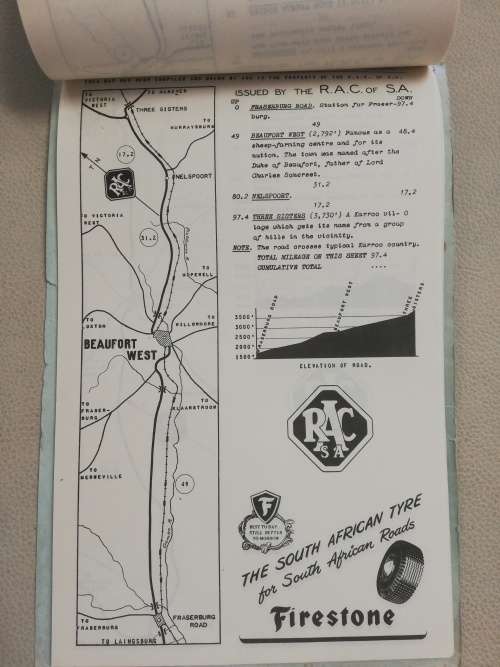 THIS MAP HAS BEEN COMPILED AND DRAWN BY AND IS THE PROPERTY OF THE R.A.C. OF S.A.
ISSUED BY THE R.A.C. OF S.A.
UP
DOWN
0 FRASERBURG ROAD. Station for Fraser- 97.4
burg.
49
49 BEAUFORT WEST (2,792') Famous as a 48.4
sheep-farming centre and for its
mutton. The town was named after the
Duke of Beaufort, father of Lord
Charles Somerset.
31.2
80.2 NELSPOORT. 17.2
17.2
97.4 THREE SISTERS (3,730') A Karroo vil- 0
lage which gets its name from a group
of hills in the vicinity.
NOTE. The road crosses typical Karroo country.
TOTAL MILEAGE ON THIS SHEET 97.4
CUMULATIVE TOTAL ....
FRASERBURG ROAD
BEAUFORT WEST
THREE SISTERS
3500'
3000'
2500'
2000'
1500'
ELEVATION OF ROAD.
RAC
SA
F
BEST TODAY
STILL BETTER
TOMORROW
THE SOUTH AFRICAN TYRE
for South African Roads
Firestone
TO
VICTORIA
WEST
TO HANOVER
THREE SISTERS
TO
MURRAYSBURG
17.2
RAC
NELSPOORT
TO VICTORIA
WEST
31.2
TO
HOPEWELL
TO
LOXTON
TO
WILLOWMORE
BEAUFORT
WEST
TO
FRASER-
BURG
TO
KLAARSTROOM
TO
MERWEVILLE
49
TO
FRASERBURG
FRASERBURG
ROAD
TO LAINGSBURG